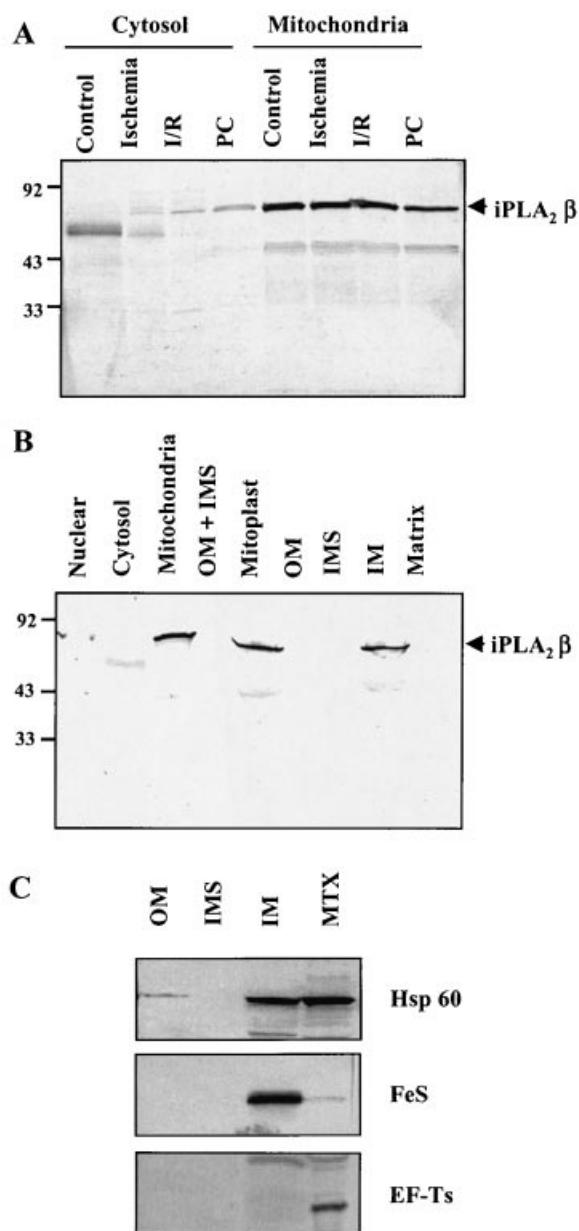 A
Cytosol Mitochondria
Control Ischemia I/R PC Control Ischemia I/R PC
92
iPLA₂ β
43
33
B
Nuclear Cytosol Mitochondria OM + IMS Mitoplast OM IMS IM Matrix
92
iPLA₂ β
43
33
C
OM IMS IM MTX
Hsp 60
FeS
EF-Ts